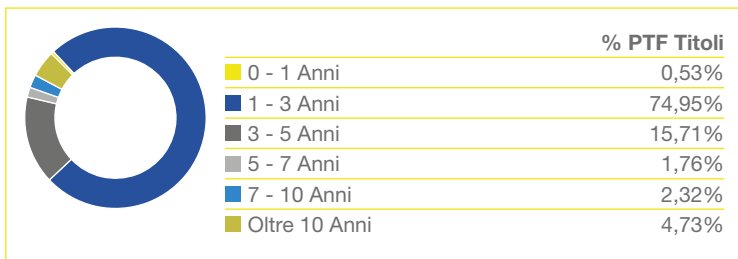 % PTF Titoli
0 - 1 Anni 0,53%
1 - 3 Anni 74,95%
3 - 5 Anni 15,71%
5 - 7 Anni 1,76%
7 - 10 Anni 2,32%
Oltre 10 Anni 4,73%